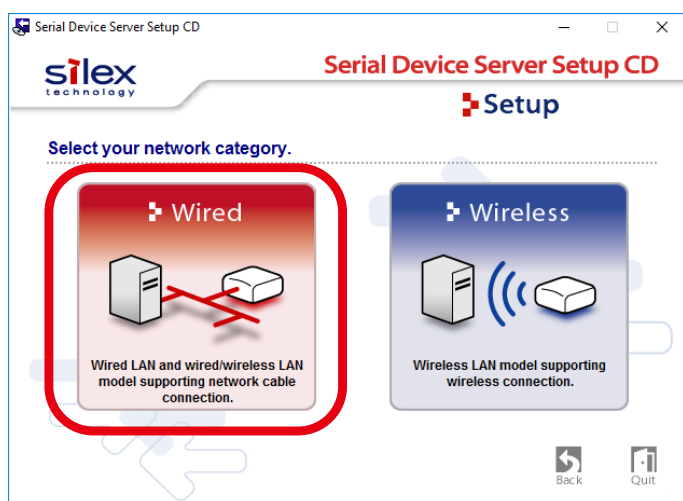 Serial Device Server Setup CD
silex
technology
Serial Device Server Setup CD
Setup
Select your network category.
Wired
Wired LAN and wired/wireless LAN
model supporting network cable
connection.
Wireless
Wireless LAN model supporting
wireless connection.
Back
Quit